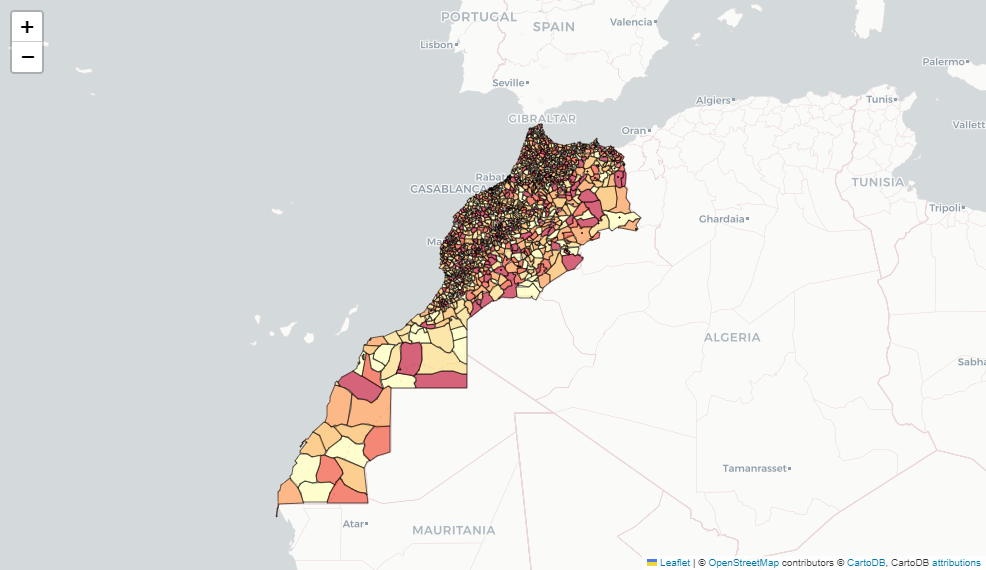 +
−
PORTUGAL
SPAIN
Valencia
Lisbon
Palermo
Seville
Algiers
Tunis
GIBRALTAR
Vallett
Oran
Rabat
TUNISIA
CASABLANCA
Tripoli
Ghardaia
Ma
ALGERIA
Sabha
Tamanrasset
Atar
MAURITANIA
Leaflet | © OpenStreetMap contributors © CartoDB, CartoDB attributions